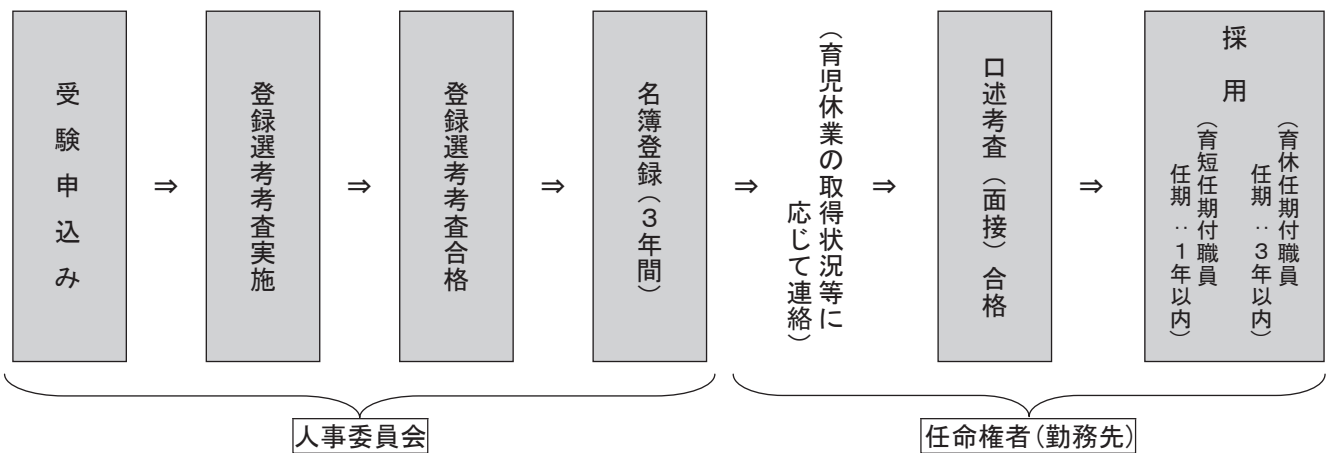 受験申込み
⇒
登録選考考査実施
⇒
登録選考考査合格
⇒
名簿登録（３年間）
⇒
（育児休業の取得状況等に
応じて連絡）
⇒
口述考査（面接）合格
⇒
採用
（育休任期付職員
任期：３年以内）
（育短任期付職員
任期：１年以内）
人事委員会
任命権者（勤務先）